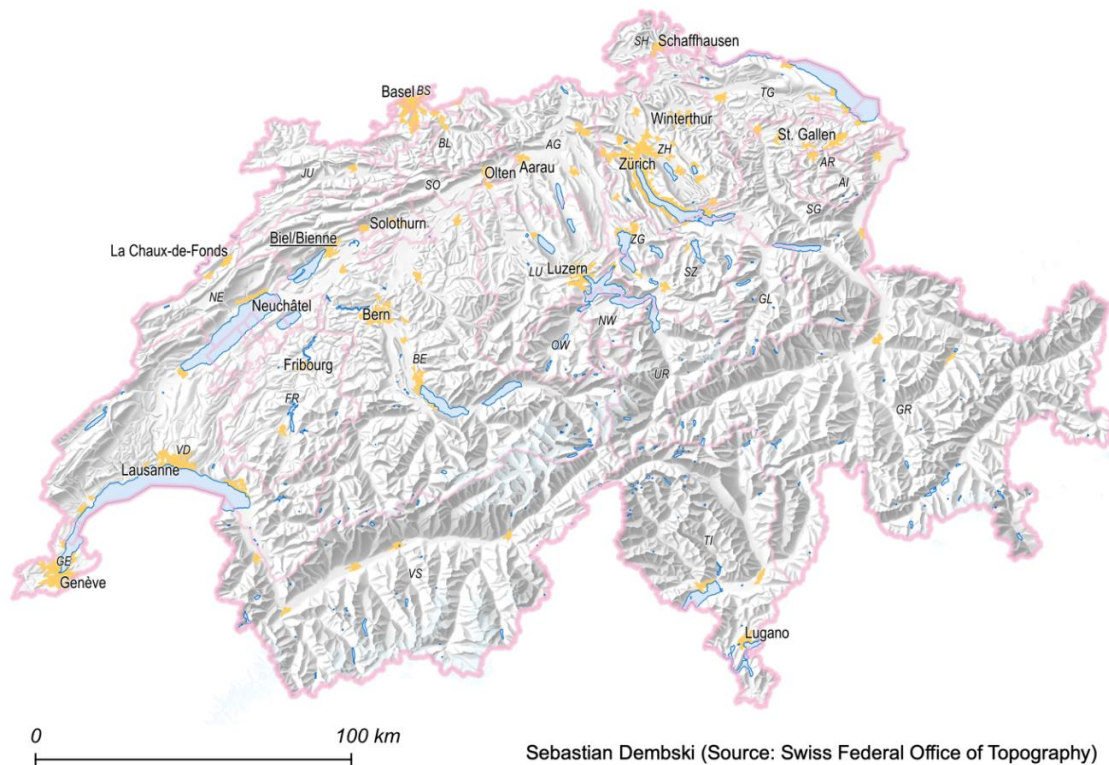 SH
Schaffhausen
Basel
BS
TG
Winterthur
St. Gallen
BL
AG
ZH
Zürich
AR
JU
SO
Olten
Aarau
AI
SG
Solothurn
Biel/Bienne
La Chaux-de-Fonds
ZG
SZ
LU
Luzern
NE
Neuchâtel
GL
Bern
NW
OW
BE
Fribourg
UR
FR
GR
VD
Lausanne
TI
GE
Genève
VS
Lugano
0
100 km
Sebastian Dembski (Source: Swiss Federal Office of Topography)